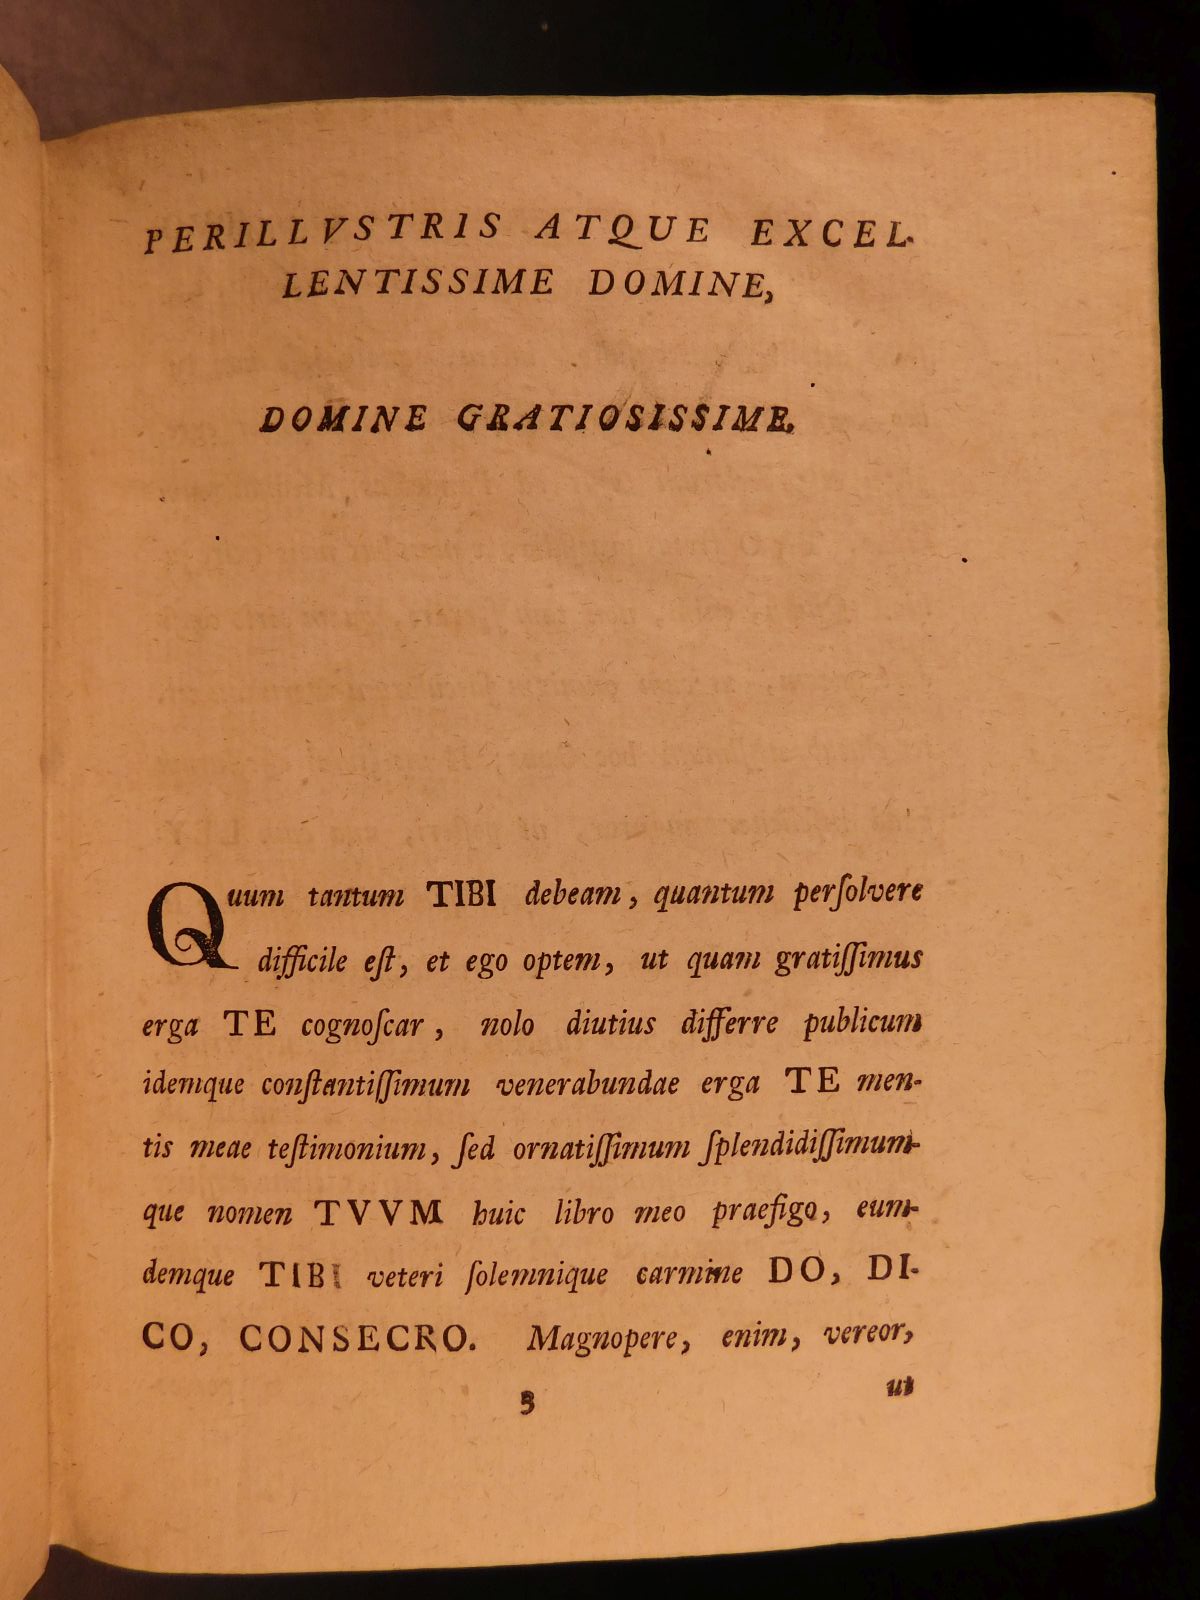 PERILLVSTRIS ATQUE EXCEL-
LENTISSIME DOMINE,
DOMINE GRATIOSISSIME.
Quum tantum TIBI debeam, quantum perſolvere
difficile eſt, et ego optem, ut quam gratiſſimus
erga TE cognoſcar, nolo diutius differre publicum
idemque conſtantiſſimum venerabundae erga TE men-
tis meae teſtimonium, ſed ornatiſſimum ſplendidiſſimum-
que nomen TVVM huic libro meo praefigo, eum-
demque TIBI veteri ſolemnique carmine DO, DI-
CO, CONSECRO. Magnopere, enim, vereor,
3
ut